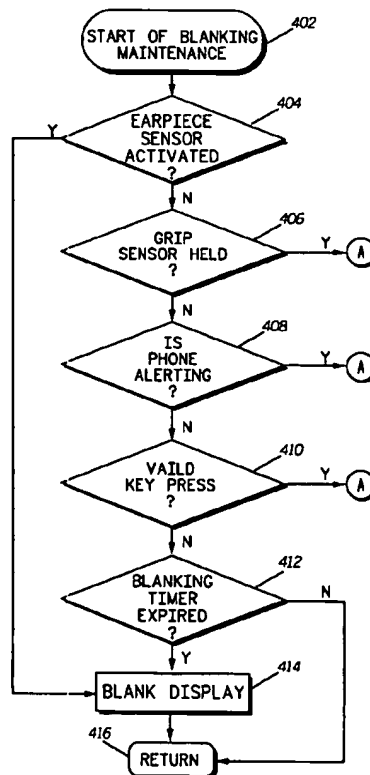 START OF BLANKING
MAINTENANCE
402
404
Y
EARPIECE
SENSOR
ACTIVATED
?
N
406
GRIP
SENSOR HELD
?
Y
A
N
408
IS
PHONE
ALERTING
?
Y
A
N
410
VAILD
KEY PRESS
?
Y
A
N
412
BLANKING
TIMER
EXPIRED
?
N
Y
414
BLANK DISPLAY
416
RETURN